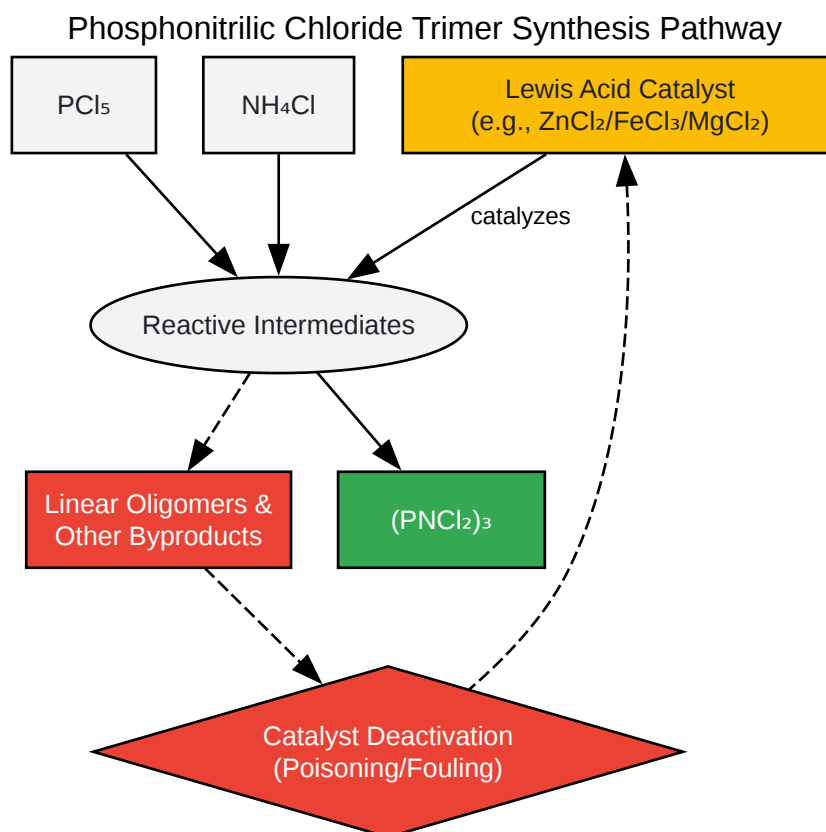 Phosphonitrilic Chloride Trimer Synthesis Pathway
PCl₅
NH₄Cl
Lewis Acid Catalyst
(e.g., ZnCl₂/FeCl₃/MgCl₂)
catalyzes
Reactive Intermediates
Linear Oligomers &
Other Byproducts
(PNCl₂)₃
Catalyst Deactivation
(Poisoning/Fouling)